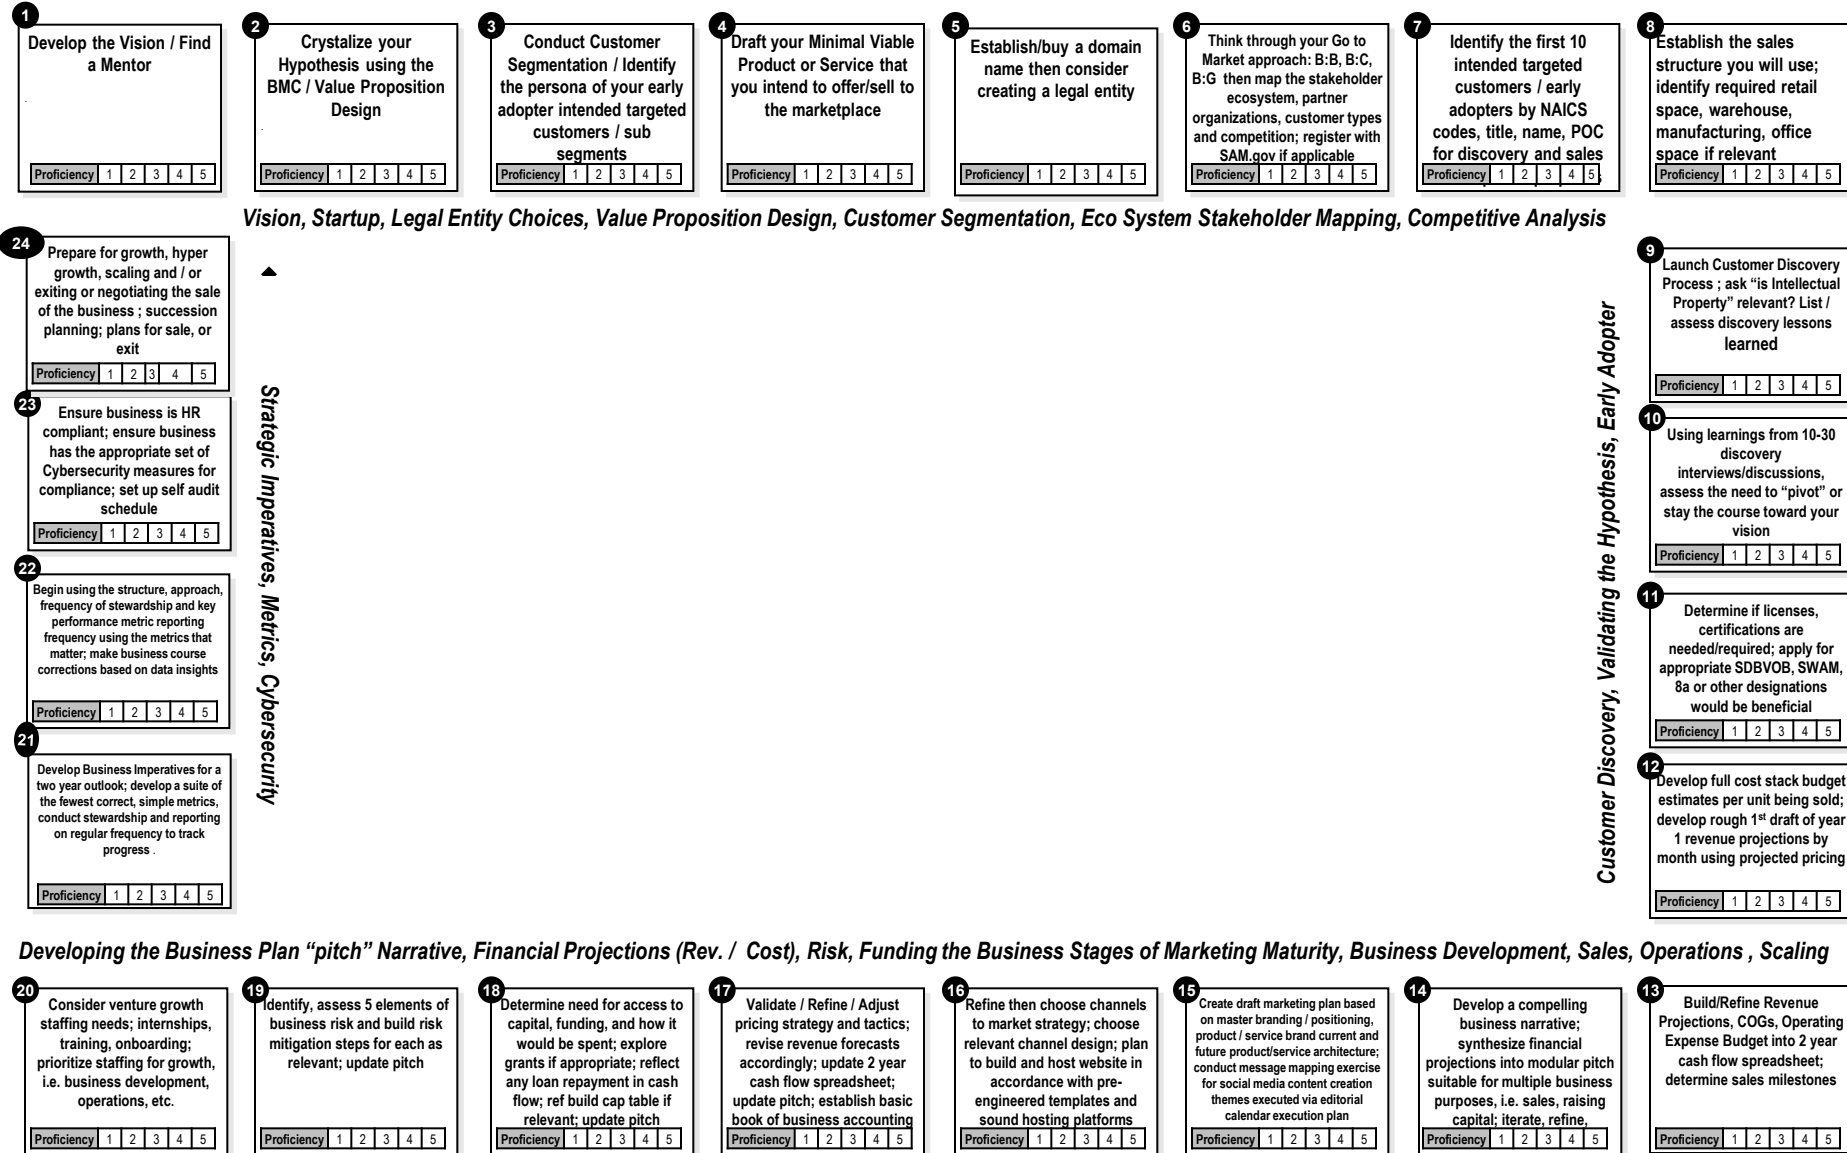 1
Develop the Vision / Find
a Mentor
Proficiency 1 2 3 4 5
2
Crystalize your
Hypothesis using the
BMC / Value Proposition
Design
Proficiency 1 2 3 4 5
3
Conduct Customer
Segmentation / Identify
the persona of your early
adopter intended targeted
customers / sub
segments
Proficiency 1 2 3 4 5
4
Draft your Minimal Viable
Product or Service that
you intend to offer/sell to
the marketplace
Proficiency 1 2 3 4 5
5
Establish/buy a domain
name then consider
creating a legal entity
Proficiency 1 2 3 4 5
6
Think through your Go to
Market approach: B:B, B:C,
B:G then map the stakeholder
ecosystem, partner
organizations, customer types
and competition; register with
SAM.gov if applicable
Proficiency 1 2 3 4 5
7
Identify the first 10
intended targeted
customers / early
adopters by NAICS
codes, title, name, POC
for discovery and sales
Proficiency 1 2 3 4 5
8
Establish the sales
structure you will use;
identify required retail
space, warehouse,
manufacturing, office
space if relevant
Proficiency 1 2 3 4 5
Vision, Startup, Legal Entity Choices, Value Proposition Design, Customer Segmentation, Eco System Stakeholder Mapping, Competitive Analysis
24
Prepare for growth, hyper
growth, scaling and / or
exiting or negotiating the sale
of the business ; succession
planning; plans for sale, or
exit
Proficiency 1 2 3 4 5
23
Ensure business is HR
compliant; ensure business
has the appropriate set of
Cybersecurity measures for
compliance; set up self audit
schedule
Proficiency 1 2 3 4 5
22
Begin using the structure, approach,
frequency of stewardship and key
performance metric reporting
frequency using the metrics that
matter; make business course
corrections based on data insights
Proficiency 1 2 3 4 5
21
Develop Business Imperatives for a
two year outlook; develop a suite of
the fewest correct, simple metrics,
conduct stewardship and reporting
on regular frequency to track
progress .
Proficiency 1 2 3 4 5
Strategic Imperatives, Metrics, Cybersecurity
Customer Discovery, Validating the Hypothesis, Early Adopter
9
Launch Customer Discovery
Process ; ask “is Intellectual
Property” relevant? List /
assess discovery lessons
learned
Proficiency 1 2 3 4 5
10
Using learnings from 10-30
discovery
interviews/discussions,
assess the need to “pivot” or
stay the course toward your
vision
Proficiency 1 2 3 4 5
11
Determine if licenses,
certifications are
needed/required; apply for
appropriate SDBVOB, SWAM,
8a or other designations
would be beneficial
Proficiency 1 2 3 4 5
12
Develop full cost stack budget
estimates per unit being sold;
develop rough 1st draft of year
1 revenue projections by
month using projected pricing
Proficiency 1 2 3 4 5
Developing the Business Plan “pitch” Narrative, Financial Projections (Rev. / Cost), Risk, Funding the Business Stages of Marketing Maturity, Business Development, Sales, Operations , Scaling
20
Consider venture growth
staffing needs; internships,
training, onboarding;
prioritize staffing for growth,
i.e. business development,
operations, etc.
Proficiency 1 2 3 4 5
19
Identify, assess 5 elements of
business risk and build risk
mitigation steps for each as
relevant; update pitch
Proficiency 1 2 3 4 5
18
Determine need for access to
capital, funding, and how it
would be spent; explore
grants if appropriate; reflect
any loan repayment in cash
flow; ref build cap table if
relevant; update pitch
Proficiency 1 2 3 4 5
17
Validate / Refine / Adjust
pricing strategy and tactics;
revise revenue forecasts
accordingly; update 2 year
cash flow spreadsheet;
update pitch; establish basic
book of business accounting
Proficiency 1 2 3 4 5
16
Refine then choose channels
to market strategy; choose
relevant channel design; plan
to build and host website in
accordance with pre-
engineered templates and
sound hosting platforms
Proficiency 1 2 3 4 5
15
Create draft marketing plan based
on master branding / positioning,
product / service brand current and
future product/service architecture;
conduct message mapping exercise
for social media content creation
themes executed via editorial
calendar execution plan
Proficiency 1 2 3 4 5
14
Develop a compelling
business narrative;
synthesize financial
projections into modular pitch
suitable for multiple business
purposes, i.e. sales, raising
capital; iterate, refine,
Proficiency 1 2 3 4 5
13
Build/Refine Revenue
Projections, COGs, Operating
Expense Budget into 2 year
cash flow spreadsheet;
determine sales milestones
Proficiency 1 2 3 4 5